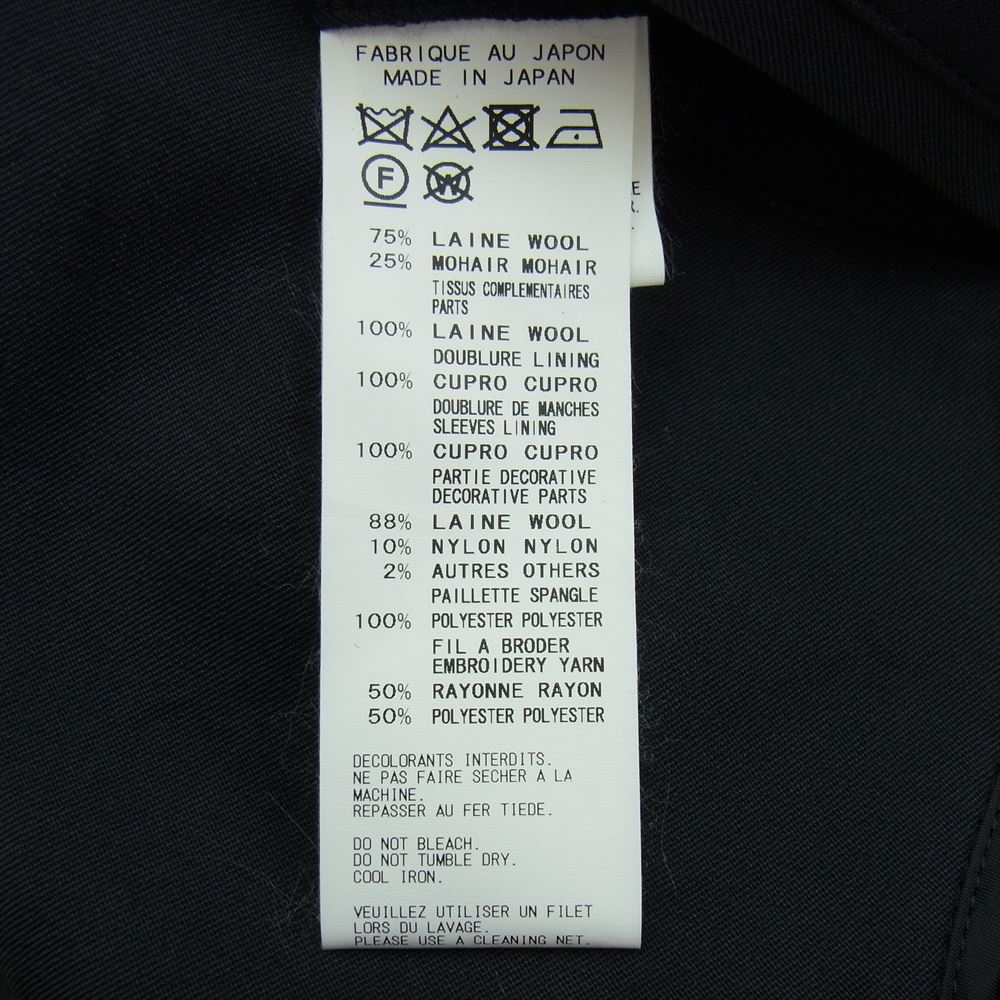 FABRIQUE AU JAPON
MADE IN JAPAN
F
W
75% LAINE WOOL
25% MOHAIR MOHAIR
TISSUS COMPLEMENTAIRES
PARTS
100% LAINE WOOL
DOUBLURE LINING
100% CUPRO CUPRO
DOUBLURE DE MANCHES
SLEEVES LINING
100% CUPRO CUPRO
PARTIE DECORATIVE
DECORATIVE PARTS
88% LAINE WOOL
10% NYLON NYLON
2% AUTRES OTHERS
PAILLETTE SPANGLE
100% POLYESTER POLYESTER
FIL A BRODER
EMBROIDERY YARN
50% RAYONNE RAYON
50% POLYESTER POLYESTER
DECOLORANTS INTERDITS.
NE PAS FAIRE SECHER A LA
MACHINE.
REPASSER AU FER TIEDE.
DO NOT BLEACH.
DO NOT TUMBLE DRY.
COOL IRON.
VEUILLEZ UTILISER UN FILET
LORS DU LAVAGE.
PLEASE USE A CLEANING NET.